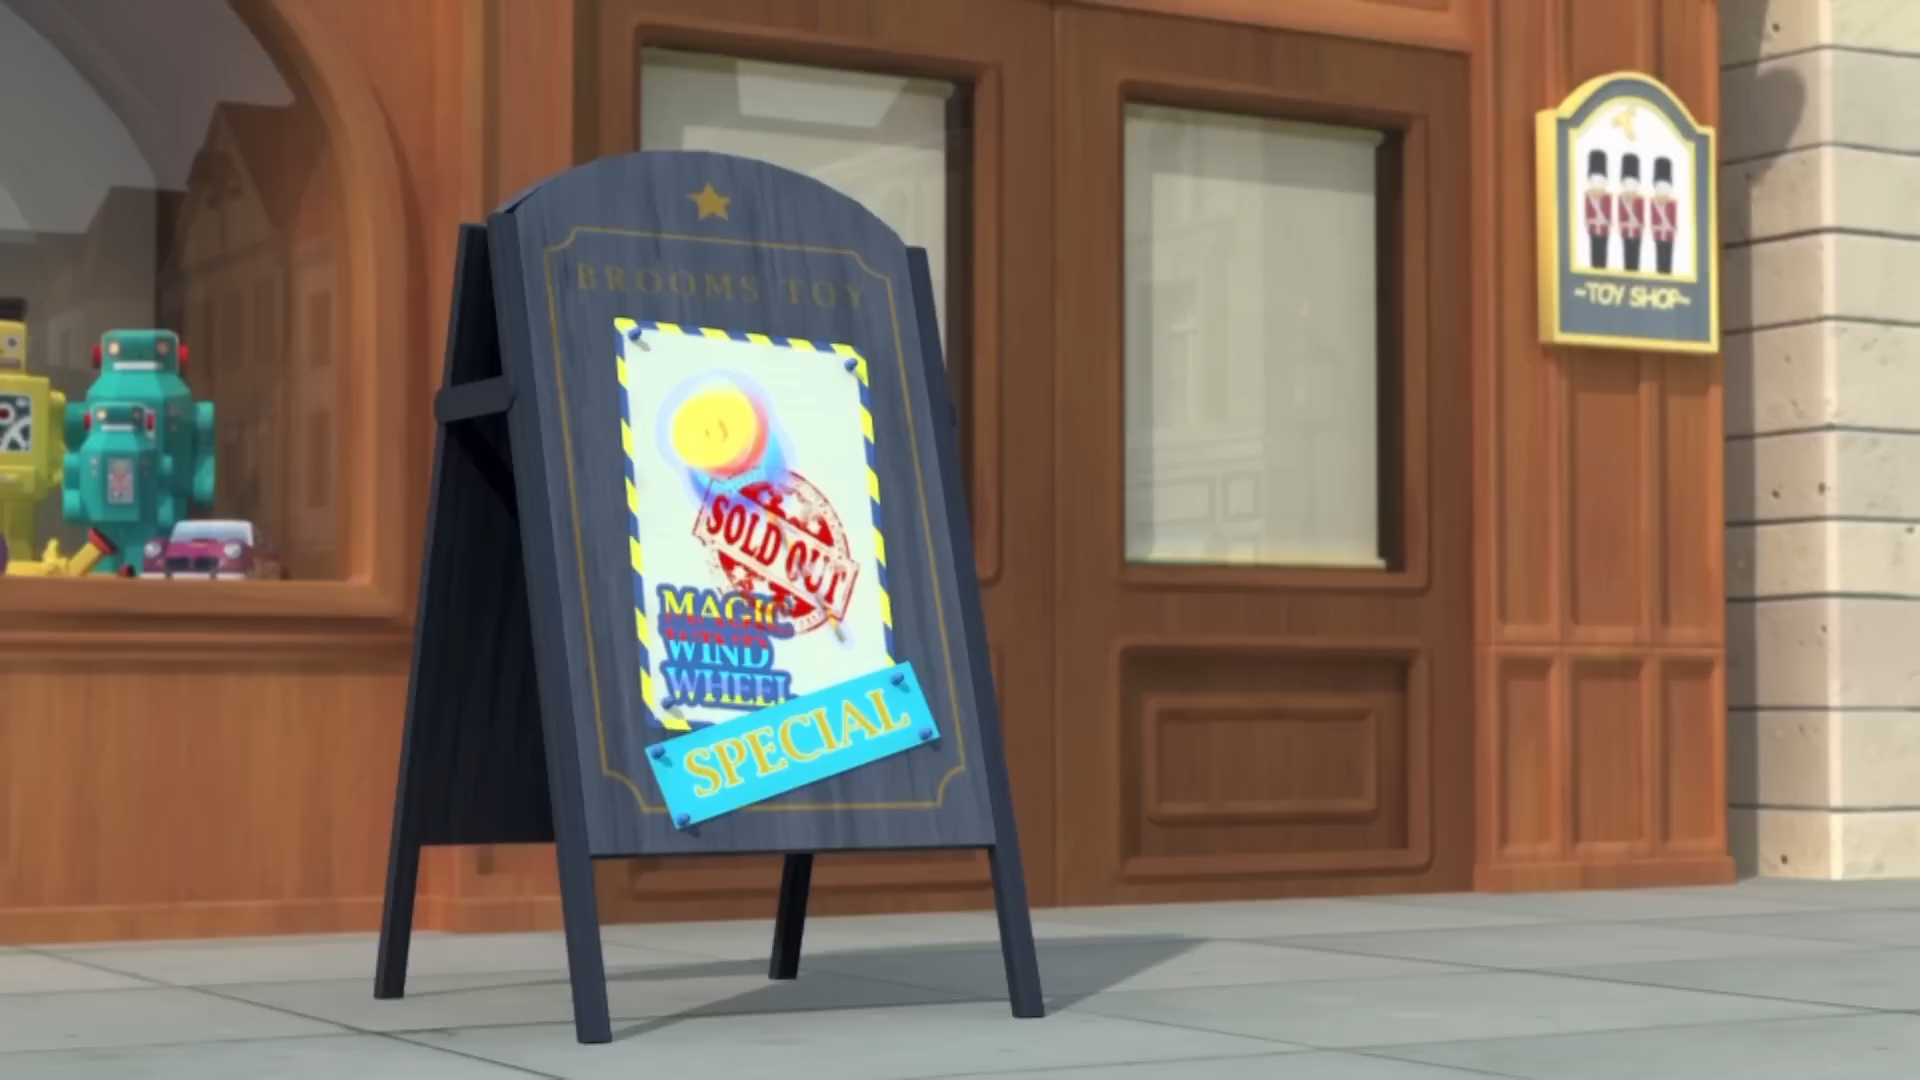 BROOMS TOY
SOLD OUT
MAGIC
WIND
WHEEL
SPECIAL
~TOY SHOP~